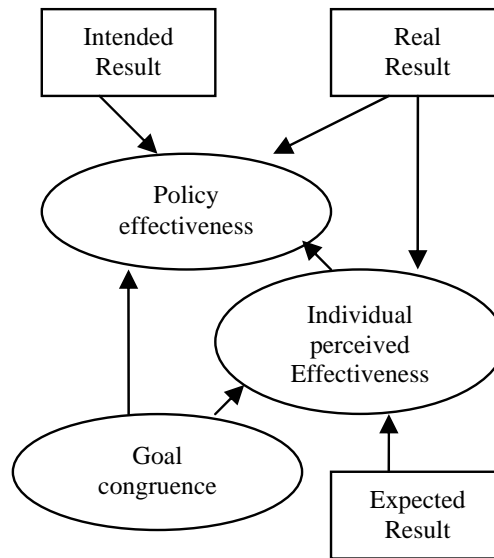 Intended
Result
Real
Result
Policy
effectiveness
Individual
perceived
Effectiveness
Goal
congruence
Expected
Result